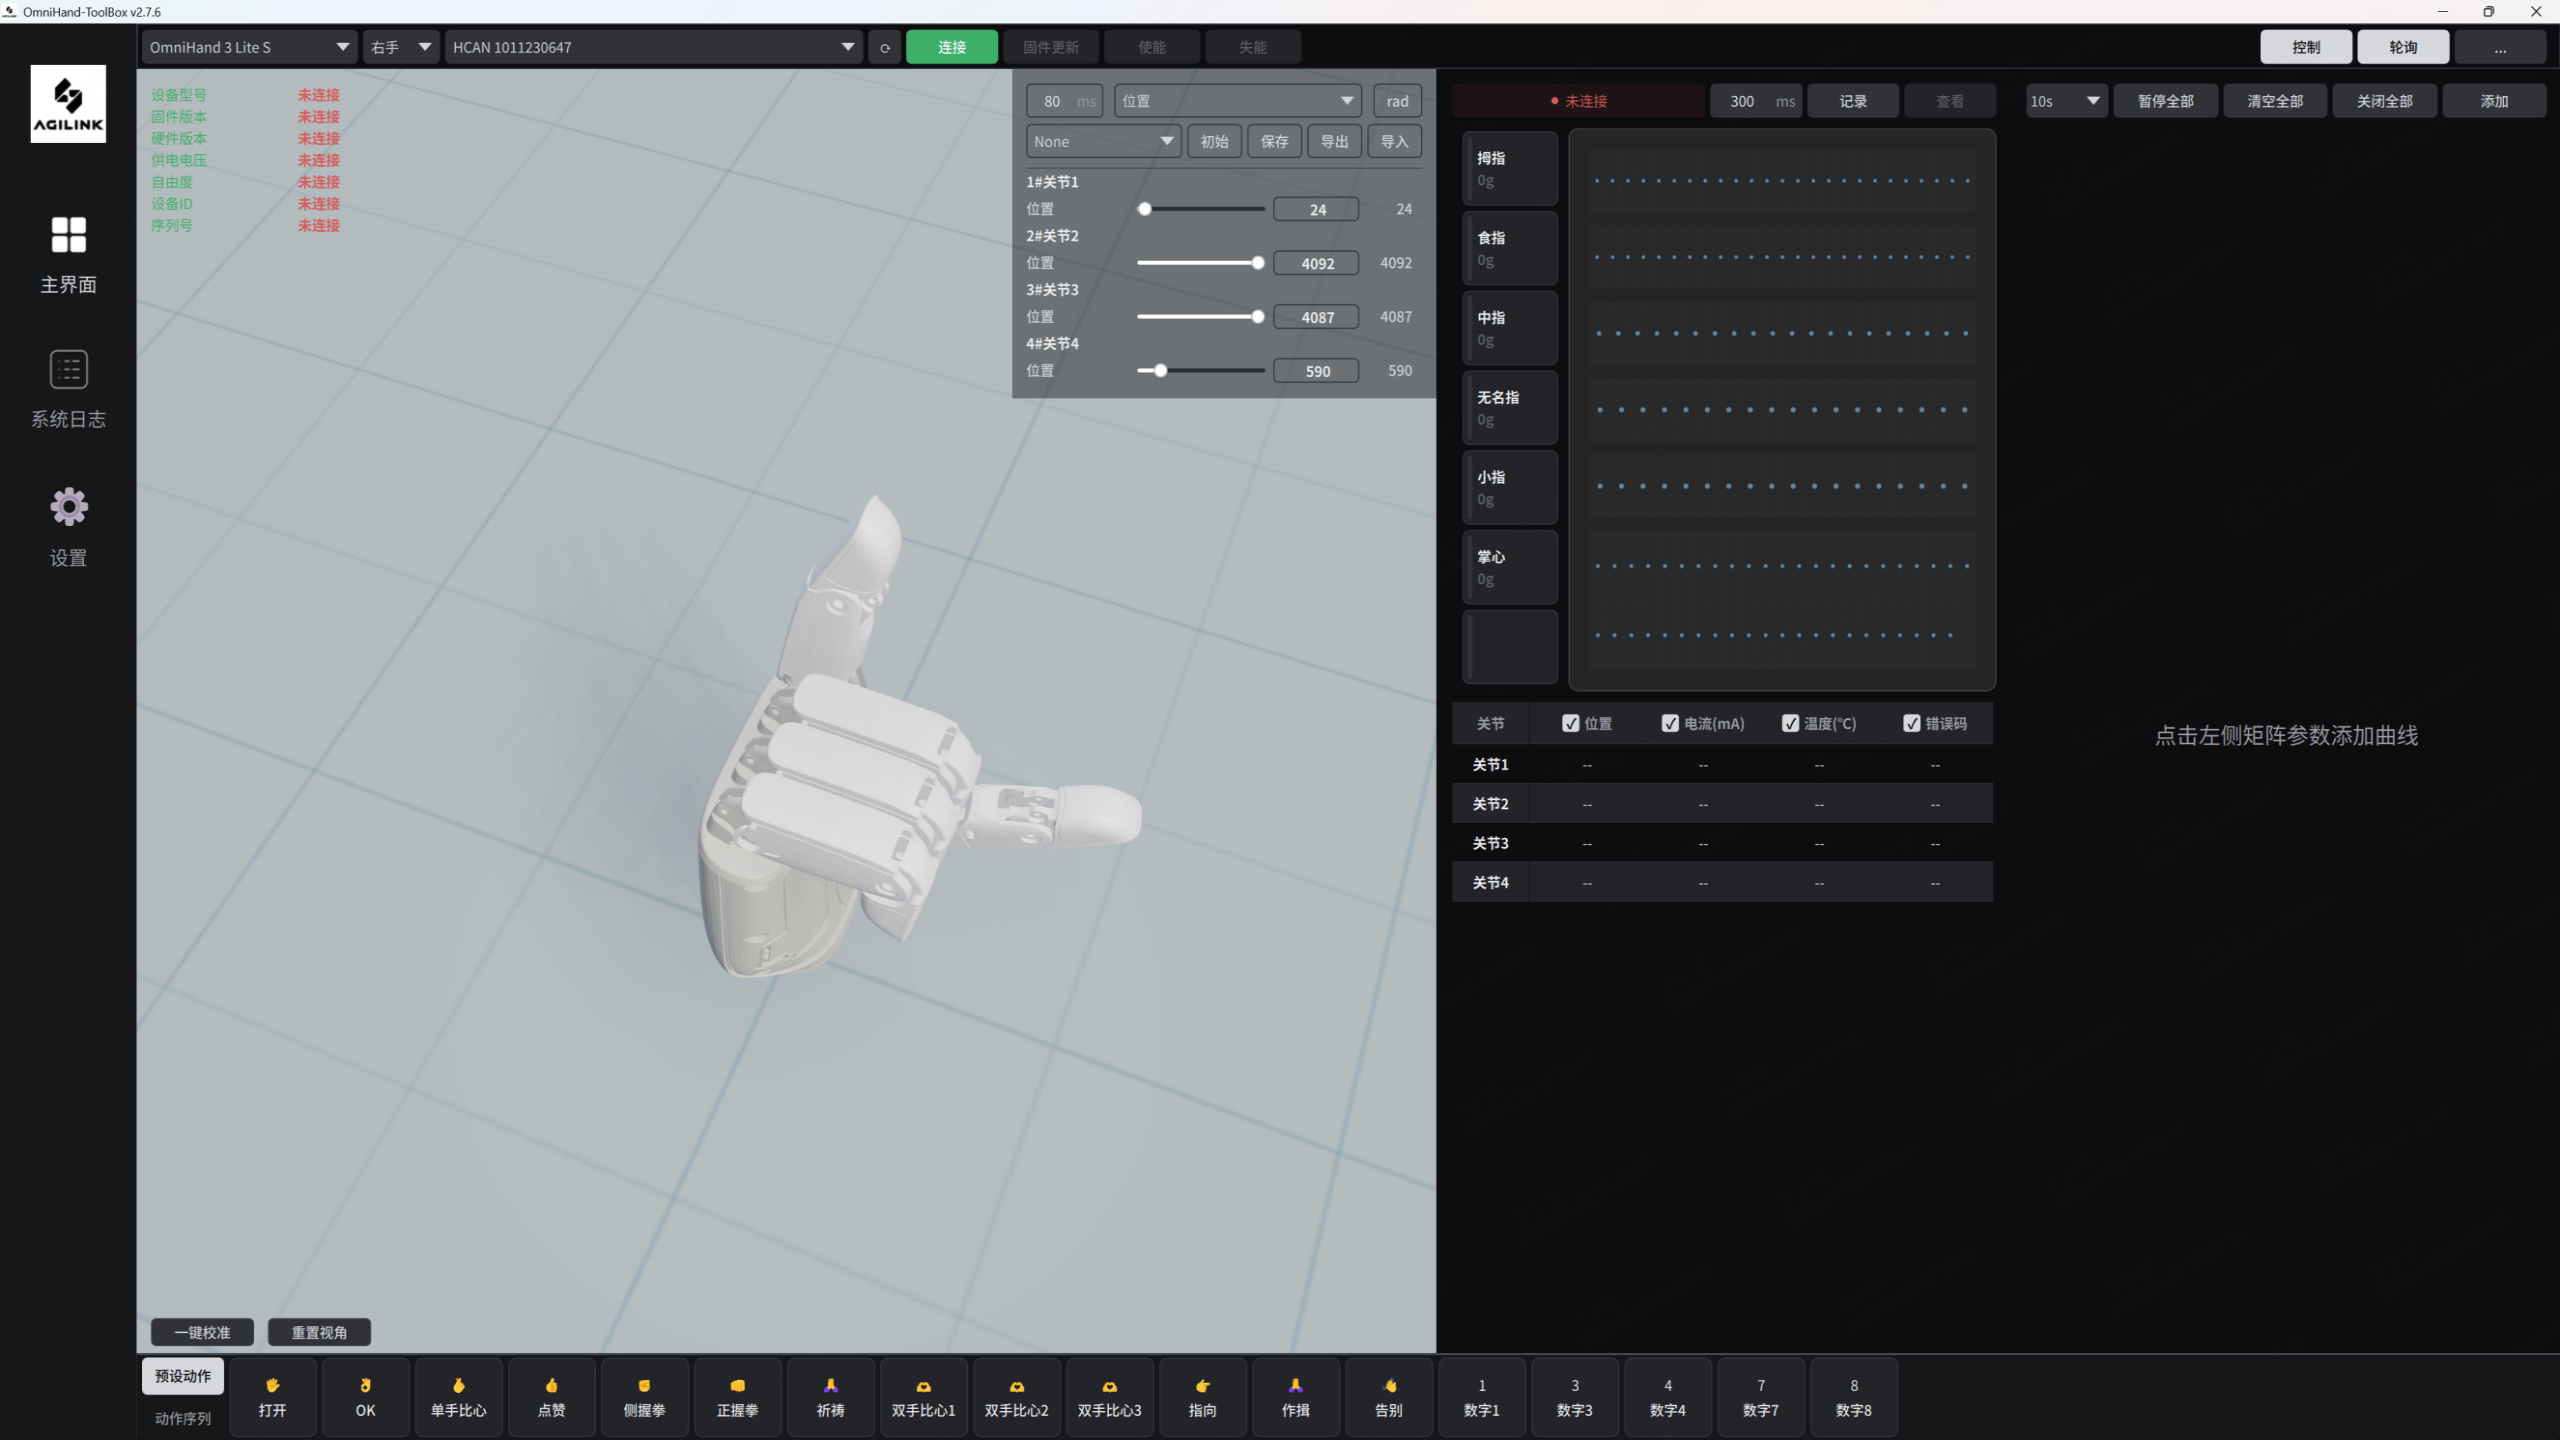 OmniHand-ToolBox v2.7.6
OmniHand 3 Lite S
右手
HCAN 1011230647
连接
固件更新
使能
失能
控制
轮询
...
AGILINK
主界面
系统日志
设置
设备型号 未连接
固件版本 未连接
硬件版本 未连接
供电电压 未连接
自由度 未连接
设备ID 未连接
序列号 未连接
80 ms
位置
rad
None
初始
保存
导出
导入
1#关节1
位置 24 24
2#关节2
位置 4092 4092
3#关节3
位置 4087 4087
4#关节4
位置 590 590
未连接
300 ms
记录
查看
10s
暂停全部
清空全部
关闭全部
添加
拇指
0g
食指
0g
中指
0g
无名指
0g
小指
0g
掌心
0g
关节 位置 电流(mA) 温度(℃) 错误码
关节1 -- -- -- --
关节2 -- -- -- --
关节3 -- -- -- --
关节4 -- -- -- --
点击左侧矩阵参数添加曲线
一键校准
重置视角
预设动作
动作序列
打开
OK
单手比心
点赞
侧握拳
正握拳
祈祷
双手比心1
双手比心2
双手比心3
指向
作揖
告别
1
数字1
3
数字3
4
数字4
7
数字7
8
数字8